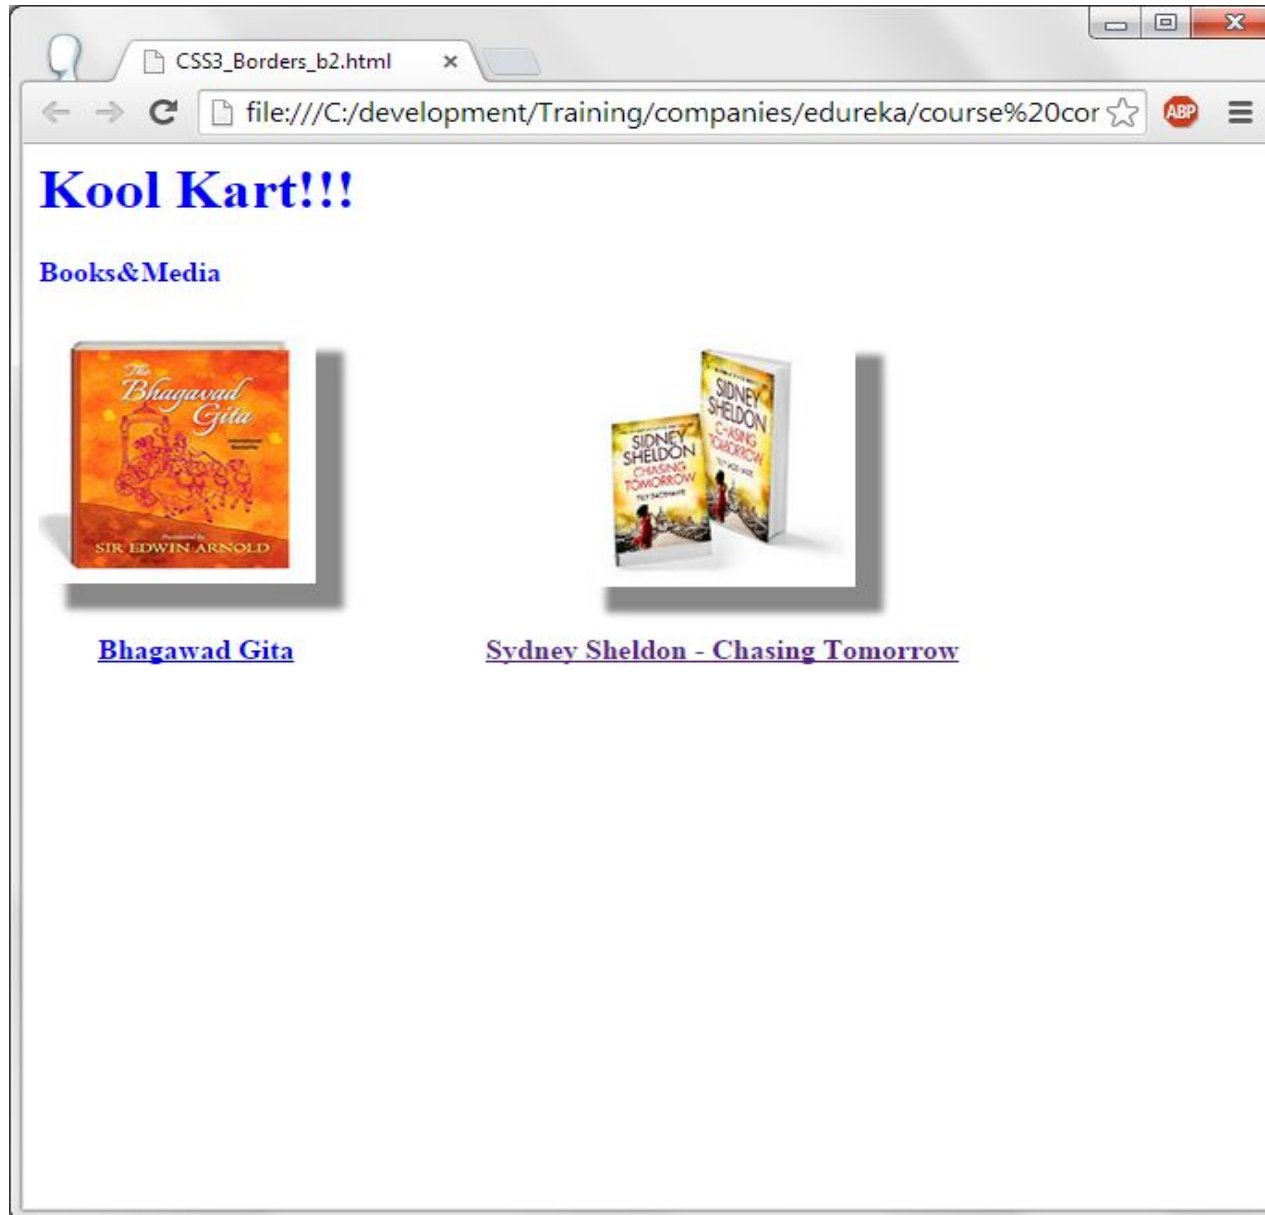 CSS3_Borders_b2.html
file:///C:/development/Training/companies/edureka/course%20cor
ABP
Kool Kart!!!
Books&Media
The
Bhagavad
Gita
SIR EDWIN ARNOLD
SIDNEY
SHELDON
CHASING
TOMORROW
SIDNEY
SHELDON
CHASING
TOMORROW
Bhagawad Gita
Sydney Sheldon - Chasing Tomorrow